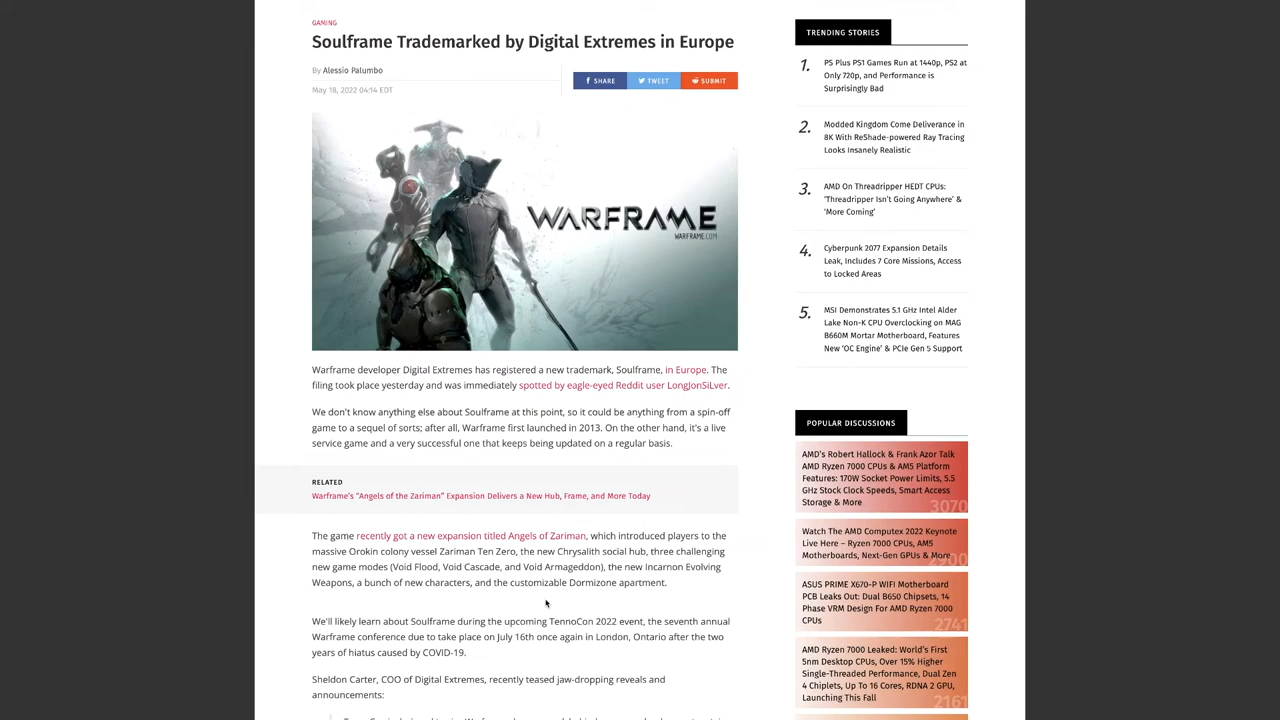 GAMING
Soulframe Trademarked by Digital Extremes in Europe
By Alessio Palumbo
May 18, 2022 04:14 EDT
SHARE
TWEET
SUBMIT
WARFRAME
WARFRAME.COM
Warframe developer Digital Extremes has registered a new trademark, Soulframe, in Europe. The
filing took place yesterday and was immediately spotted by eagle-eyed Reddit user LongJonSiLver.
We don't know anything else about Soulframe at this point, so it could be anything from a spin-off
game to a sequel of sorts; after all, Warframe first launched in 2013. On the other hand, it's a live
service game and a very successful one that keeps being updated on a regular basis.
RELATED
Warframe's "Angels of the Zariman" Expansion Delivers a New Hub, Frame, and More Today
The game recently got a new expansion titled Angels of Zariman, which introduced players to the
massive Orokin colony vessel Zariman Ten Zero, the new Chrysalith social hub, three challenging
new game modes (Void Flood, Void Cascade, and Void Armageddon), the new Incarnon Evolving
Weapons, a bunch of new characters, and the customizable Dormizone apartment.
We'll likely learn about Soulframe during the upcoming TennoCon 2022 event, the seventh annual
Warframe conference due to take place on July 16th once again in London, Ontario after the two
years of hiatus caused by COVID-19.
Sheldon Carter, COO of Digital Extremes, recently teased jaw-dropping reveals and
announcements:
TRENDING STORIES
1.
PS Plus PS1 Games Run at 1440p, PS2 at
Only 720p, and Performance is
Surprisingly Bad
2.
Modded Kingdom Come Deliverance in
8K With ReShade-powered Ray Tracing
Looks Insanely Realistic
3.
AMD On Threadripper HEDT CPUs:
'Threadripper Isn't Going Anywhere' &
'More Coming'
4.
Cyberpunk 2077 Expansion Details
Leak, Includes 7 Core Missions, Access
to Locked Areas
5.
MSI Demonstrates 5.1 GHz Intel Alder
Lake Non-K CPU Overclocking on MAG
B660M Mortar Motherboard, Features
New 'OC Engine' & PCIe Gen 5 Support
POPULAR DISCUSSIONS
AMD's Robert Hallock & Frank Azor Talk
AMD Ryzen 7000 CPUs & AM5 Platform
Features: 170W Socket Power Limits, 5.5
GHz Stock Clock Speeds, Smart Access
Storage & More
3070
Watch The AMD Computex 2022 Keynote
Live Here – Ryzen 7000 CPUs, AM5
Motherboards, Next-Gen GPUs & More
2900
ASUS PRIME X670-P WIFI Motherboard
PCB Leaks Out: Dual B650 Chipsets, 14
Phase VRM Design For AMD Ryzen 7000
CPUs
2741
AMD Ryzen 7000 Leaked: World's First
5nm Desktop CPUs, Over 15% Higher
Single-Threaded Performance, Dual Zen
4 Chiplets, Up To 16 Cores, RDNA 2 GPU,
Launching This Fall
2161